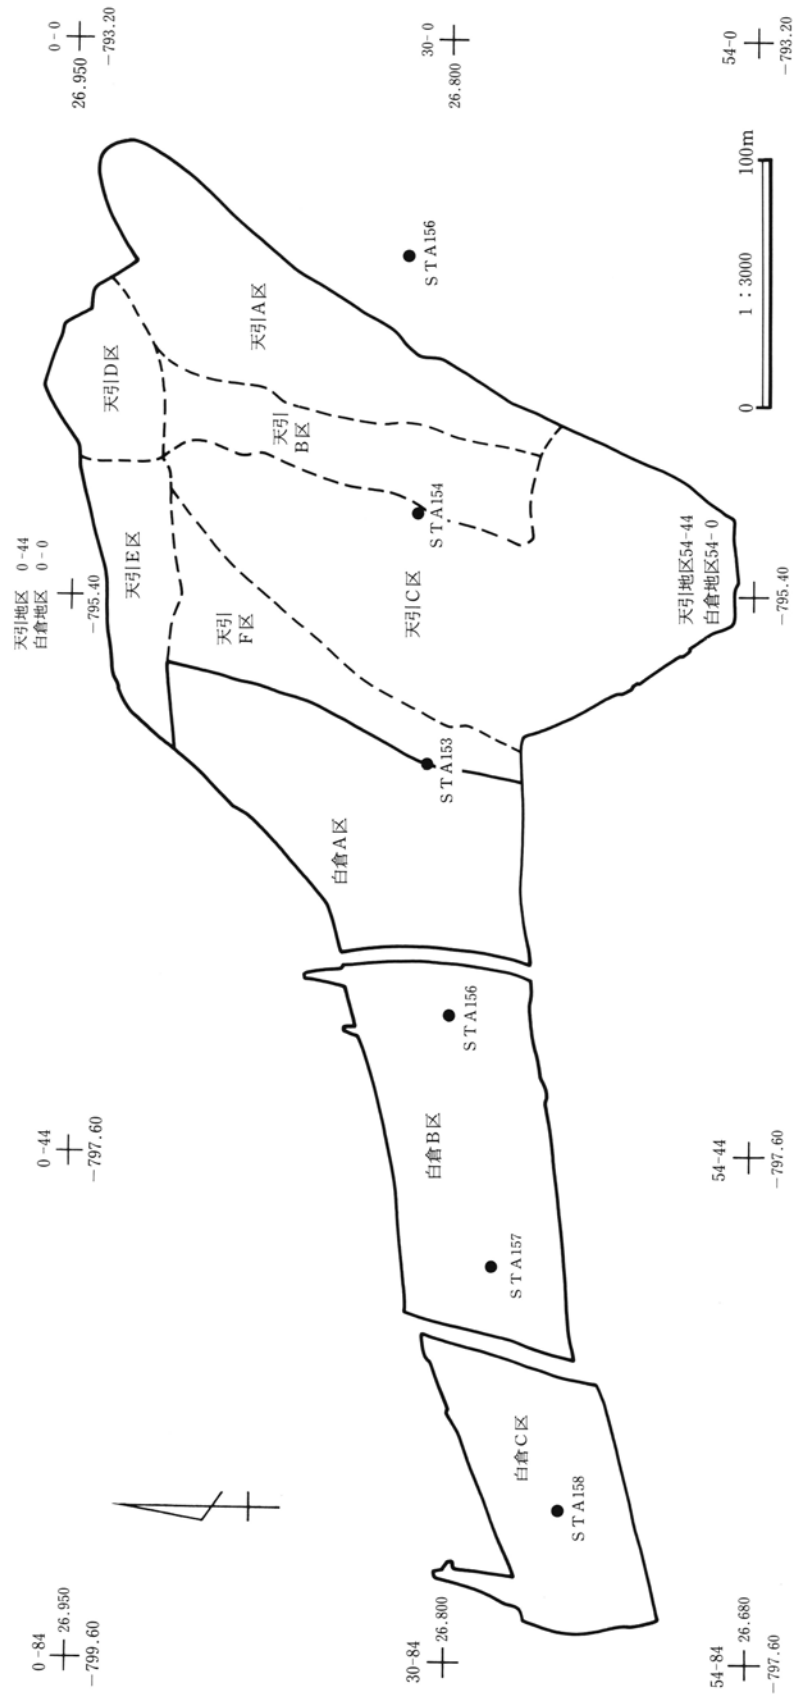 0-84
26.950
-799.60
0-44
-797.60
天引地区 0-44
白倉地区 0-0
-795.40
0-0
26.950
-793.20
天引D区
天引E区
天引A区
天引
B区
天引
F区
天引C区
白倉A区
白倉B区
白倉C区
STA158
STA157
STA156
STA153
STA154
STA156
30-84
26.800
30-0
26.800
54-84
26.680
-797.60
54-44
-797.60
天引地区54-44
白倉地区54-0
-795.40
0
1:3000
100m
54-0
-793.20